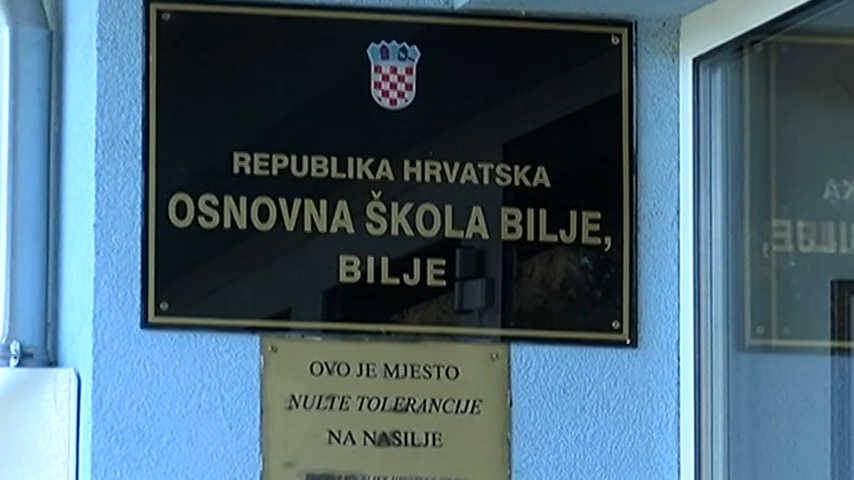 REPUBLIKA HRVATSKA
OSNOVNA ŠKOLA BILJE,
BILJE
OVO JE MJESTO
NULTE TOLERANCIJE
NA NASILJE